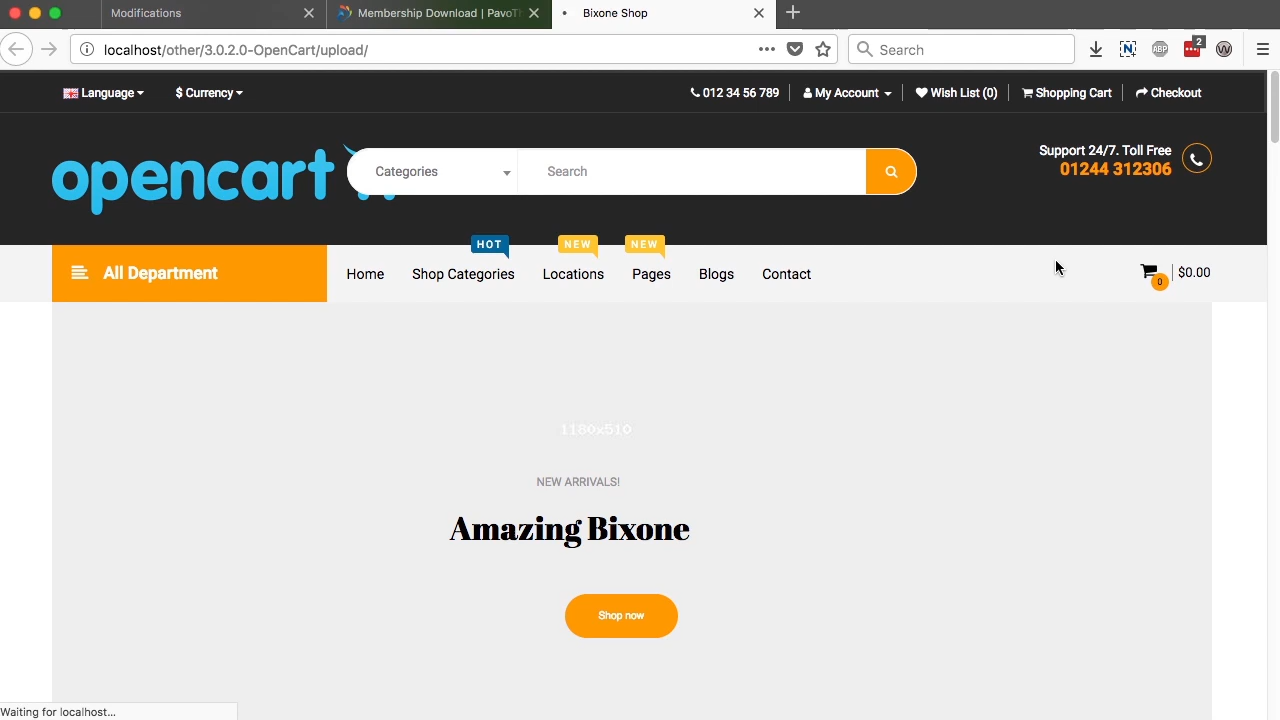 Modifications
Membership Download | PavoTh
Bixone Shop
localhost/other/3.0.2.0-OpenCart/upload/
Search
N
ABP
2
W
Language
$ Currency
012 34 56 789
My Account
Wish List (0)
Shopping Cart
Checkout
opencart
Categories
Search
Support 24/7. Toll Free
01244 312306
HOT
NEW
NEW
All Department
Home
Shop Categories
Locations
Pages
Blogs
Contact
0
$0.00
1180x510
NEW ARRIVALS!
Amazing Bixone
Shop now
Waiting for localhost...